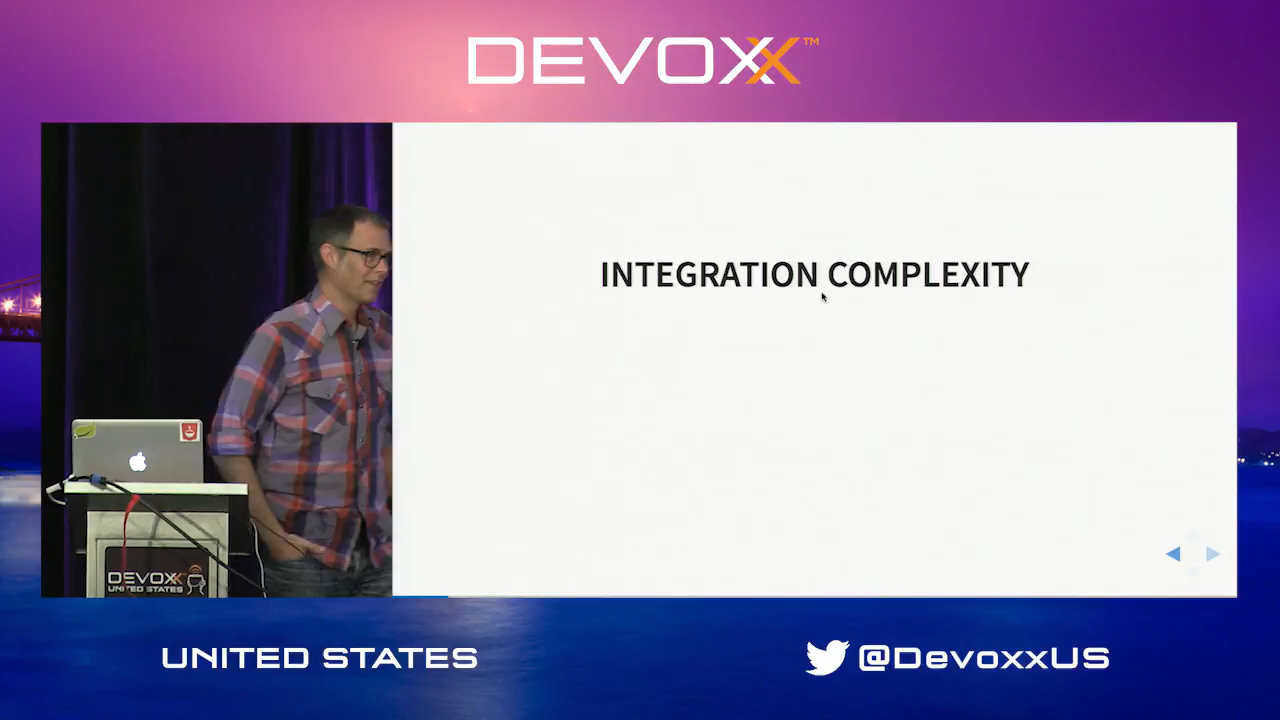 DEVOXX™
INTEGRATION COMPLEXITY
DEVOXX
UNITED STATES
UNITED STATES
@DevoxxUS